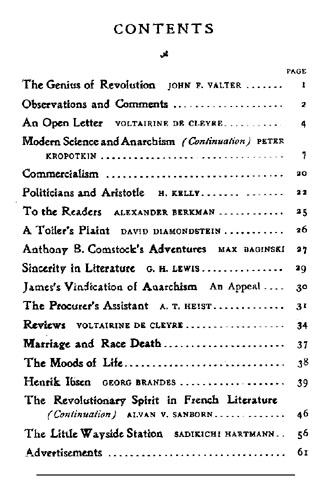 CONTENTS
PAGE
The Genius of Revolution JOHN F. VALTER ....... 1
Observations and Comments ................... 2
An Open Letter VOLTAIRINE DE CLEYRE ........ 4
Modern Science and Anarchism (Continuation) PETER
KROPOTKIN .............................. 7
Commercialism ............................. 20
Politicians and Aristotle H. KELLY ............. 22
To the Readers ALEXANDER BERKMAN .......... 25
A Toiler's Plaint DAVID DIAMONDSTEIN ......... 26
Anthony B. Comstock's Adventures MAX BAGINSKI 27
Sincerity in Literature G. H. LEWIS ............ 29
James's Vindication of Anarchism An Appeal .... 30
The Procurer's Assistant A. T. HEIST ........... 31
Reviews VOLTAIRINE DE CLEYRE .............. 34
Marriage and Race Death ..................... 37
The Moods of Life ........................... 38
Henrik Ibsen GEORG BRANDES ................ 39
The Revolutionary Spirit in French Literature
(Continuation) ALVAN V. SANBORN ........... 46
The Little Wayside Station SADIKICHI HARTMANN .. 56
Advertisements ............................ 61